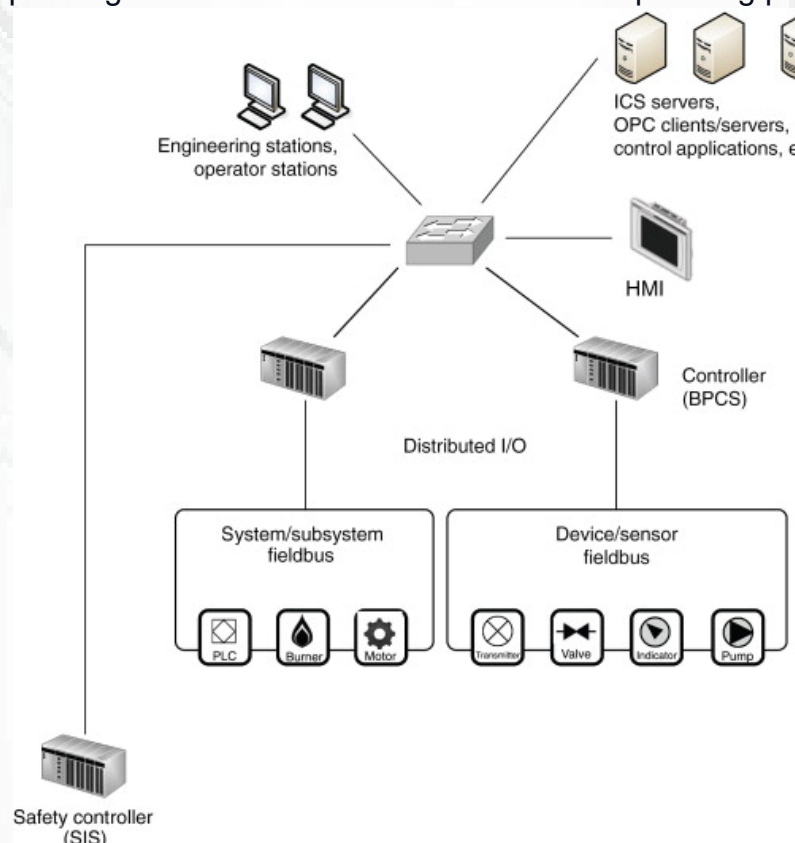 ICS servers,
OPC clients/servers,
control applications,
Engineering stations,
operator stations
HMI
Controller
(BPCS)
Distributed I/O
System/subsystem
fieldbus
Device/sensor
fieldbus
PLC
Burner
Motor
Transmitter
Valve
Indicator
Pump
Safety controller
(SIS)